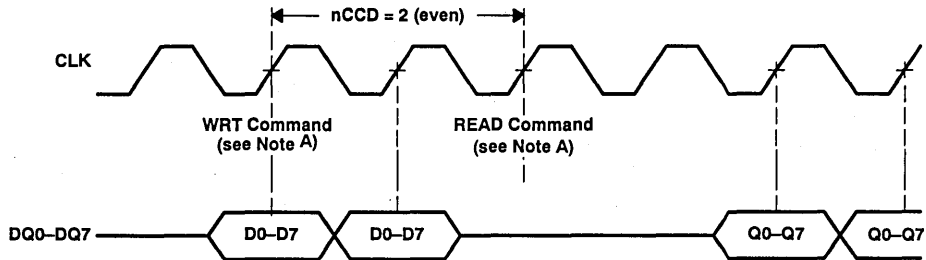 nCCD = 2 (even)
CLK
WRT Command
(see Note A)
READ Command
(see Note A)
DQ0–DQ7
D0–D7
D0–D7
Q0–Q7
Q0–Q7